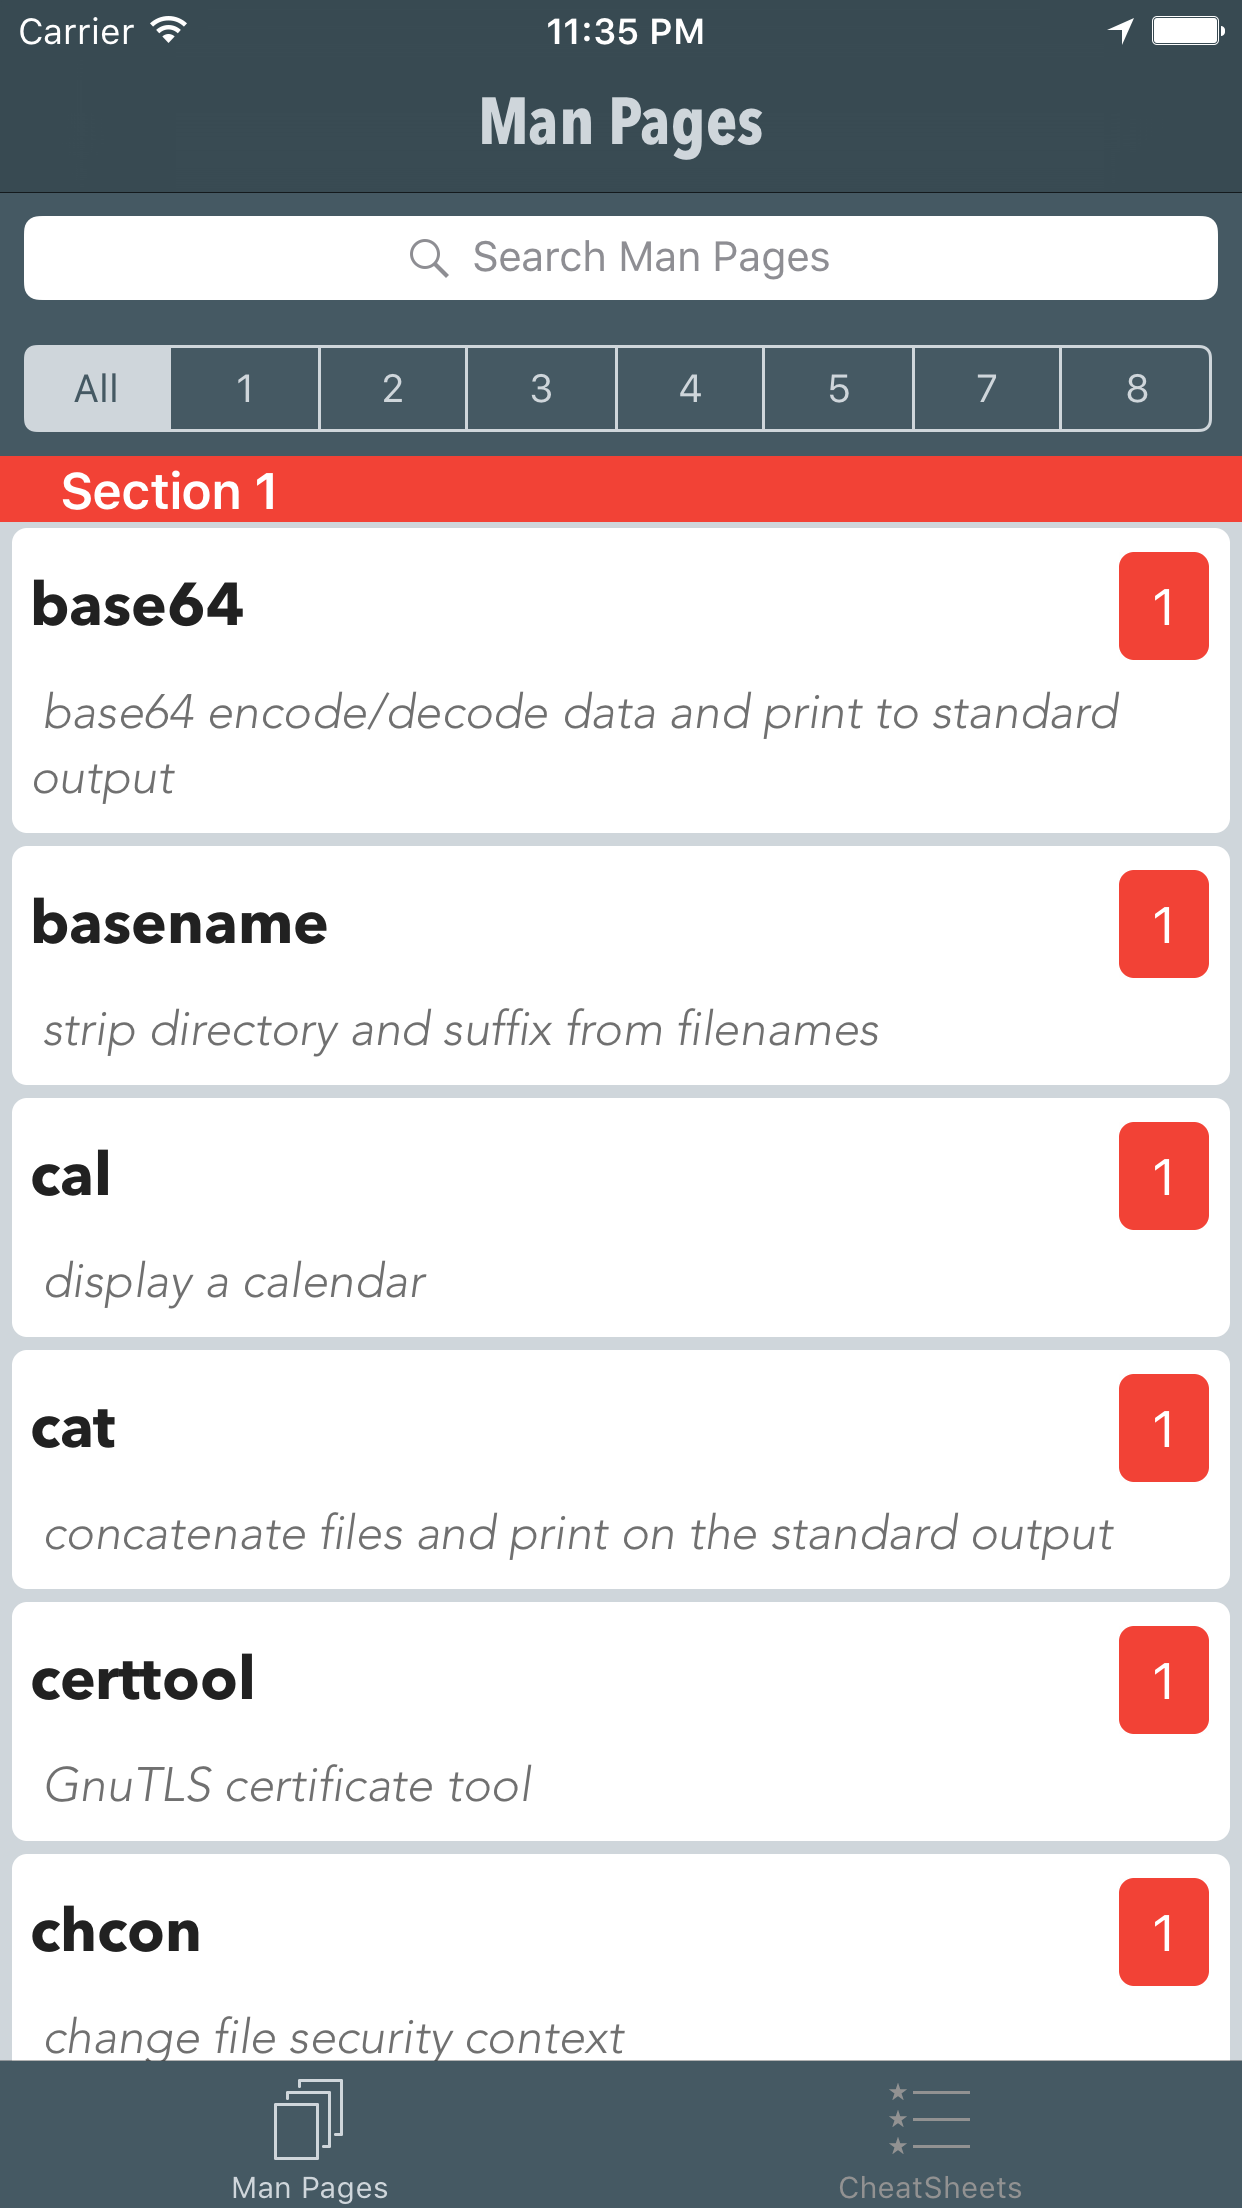 Carrier 11:35 PM
Man Pages
Search Man Pages
All 1 2 3 4 5 7 8
Section 1
base64 1
base64 encode/decode data and print to standard
output
basename 1
strip directory and suffix from filenames
cal 1
display a calendar
cat 1
concatenate files and print on the standard output
certtool 1
GnuTLS certificate tool
chcon 1
change file security context
Man Pages CheatSheets